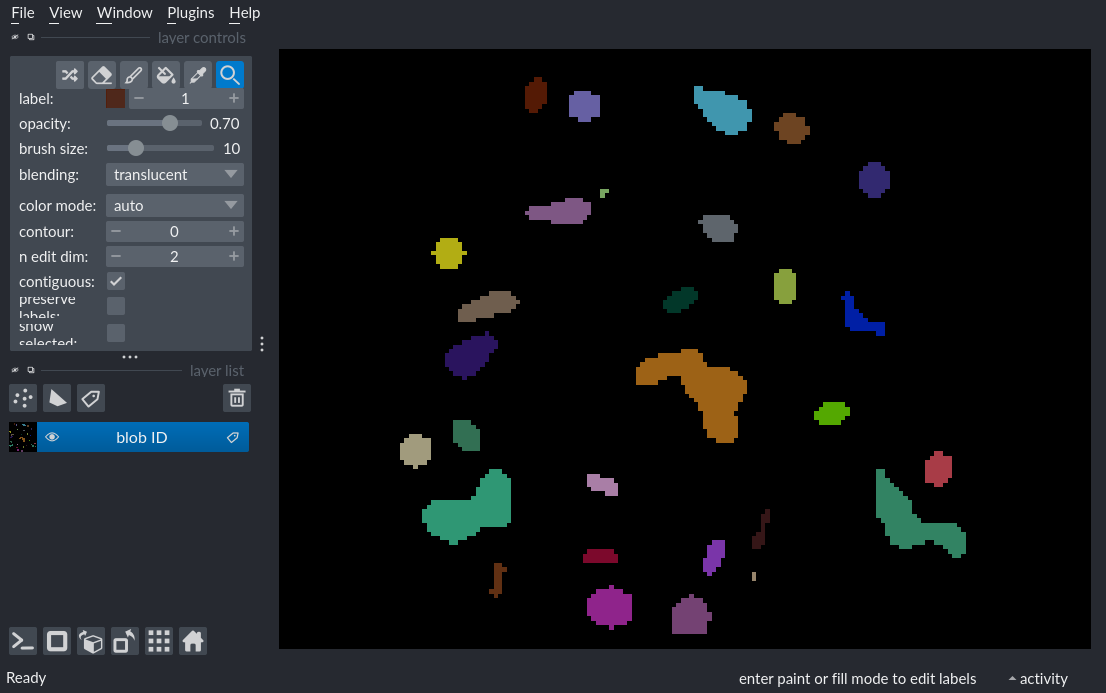 File View Window Plugins Help
layer controls
label: 1
opacity: 0.70
brush size: 10
blending: translucent
color mode: auto
contour: 0
n edit dim: 2
contiguous:
preserve
labels:
show
selected:
layer list
blob ID
Ready enter paint or fill mode to edit labels activity